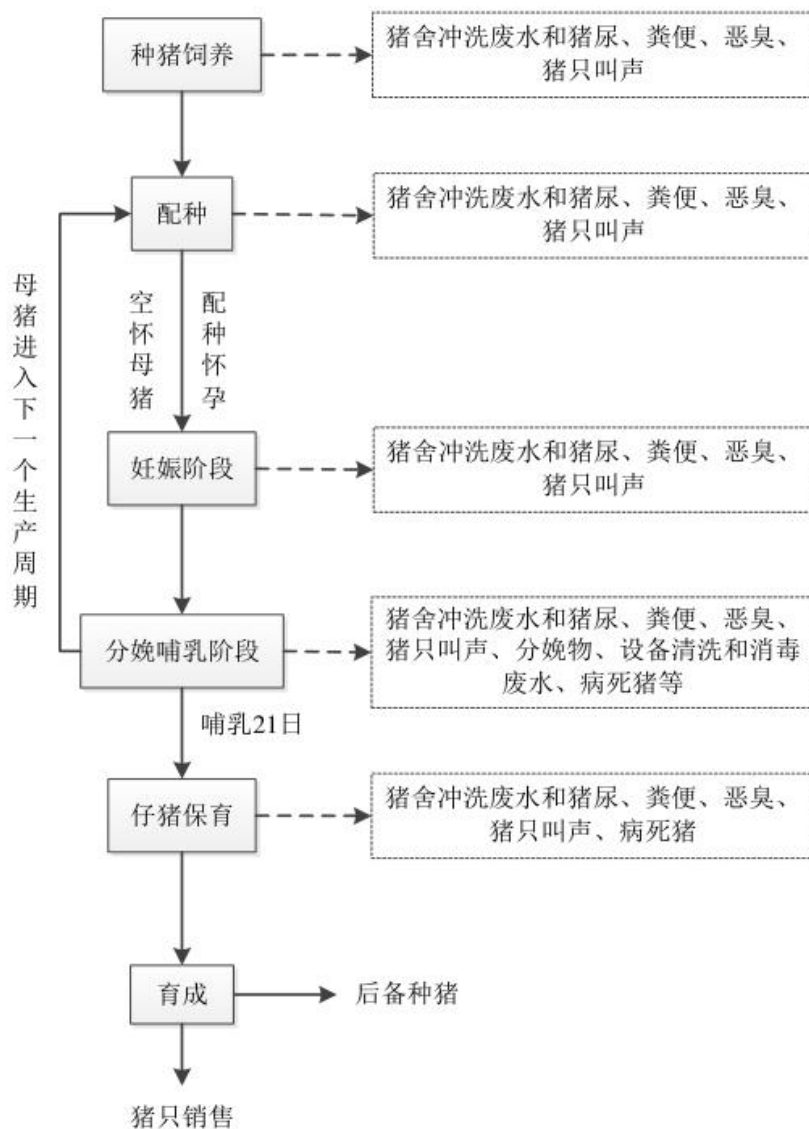 种猪饲养
猪舍冲洗废水和猪尿、粪便、恶臭、
猪只叫声
配种
猪舍冲洗废水和猪尿、粪便、恶臭、
猪只叫声
母猪进入下一个生产周期
空怀母猪
配种怀孕
妊娠阶段
猪舍冲洗废水和猪尿、粪便、恶臭、
猪只叫声
分娩哺乳阶段
猪舍冲洗废水和猪尿、粪便、恶臭、
猪只叫声、分娩物、设备清洗和消毒
废水、病死猪等
哺乳21日
仔猪保育
猪舍冲洗废水和猪尿、粪便、恶臭、
猪只叫声、病死猪
育成
后备种猪
猪只销售